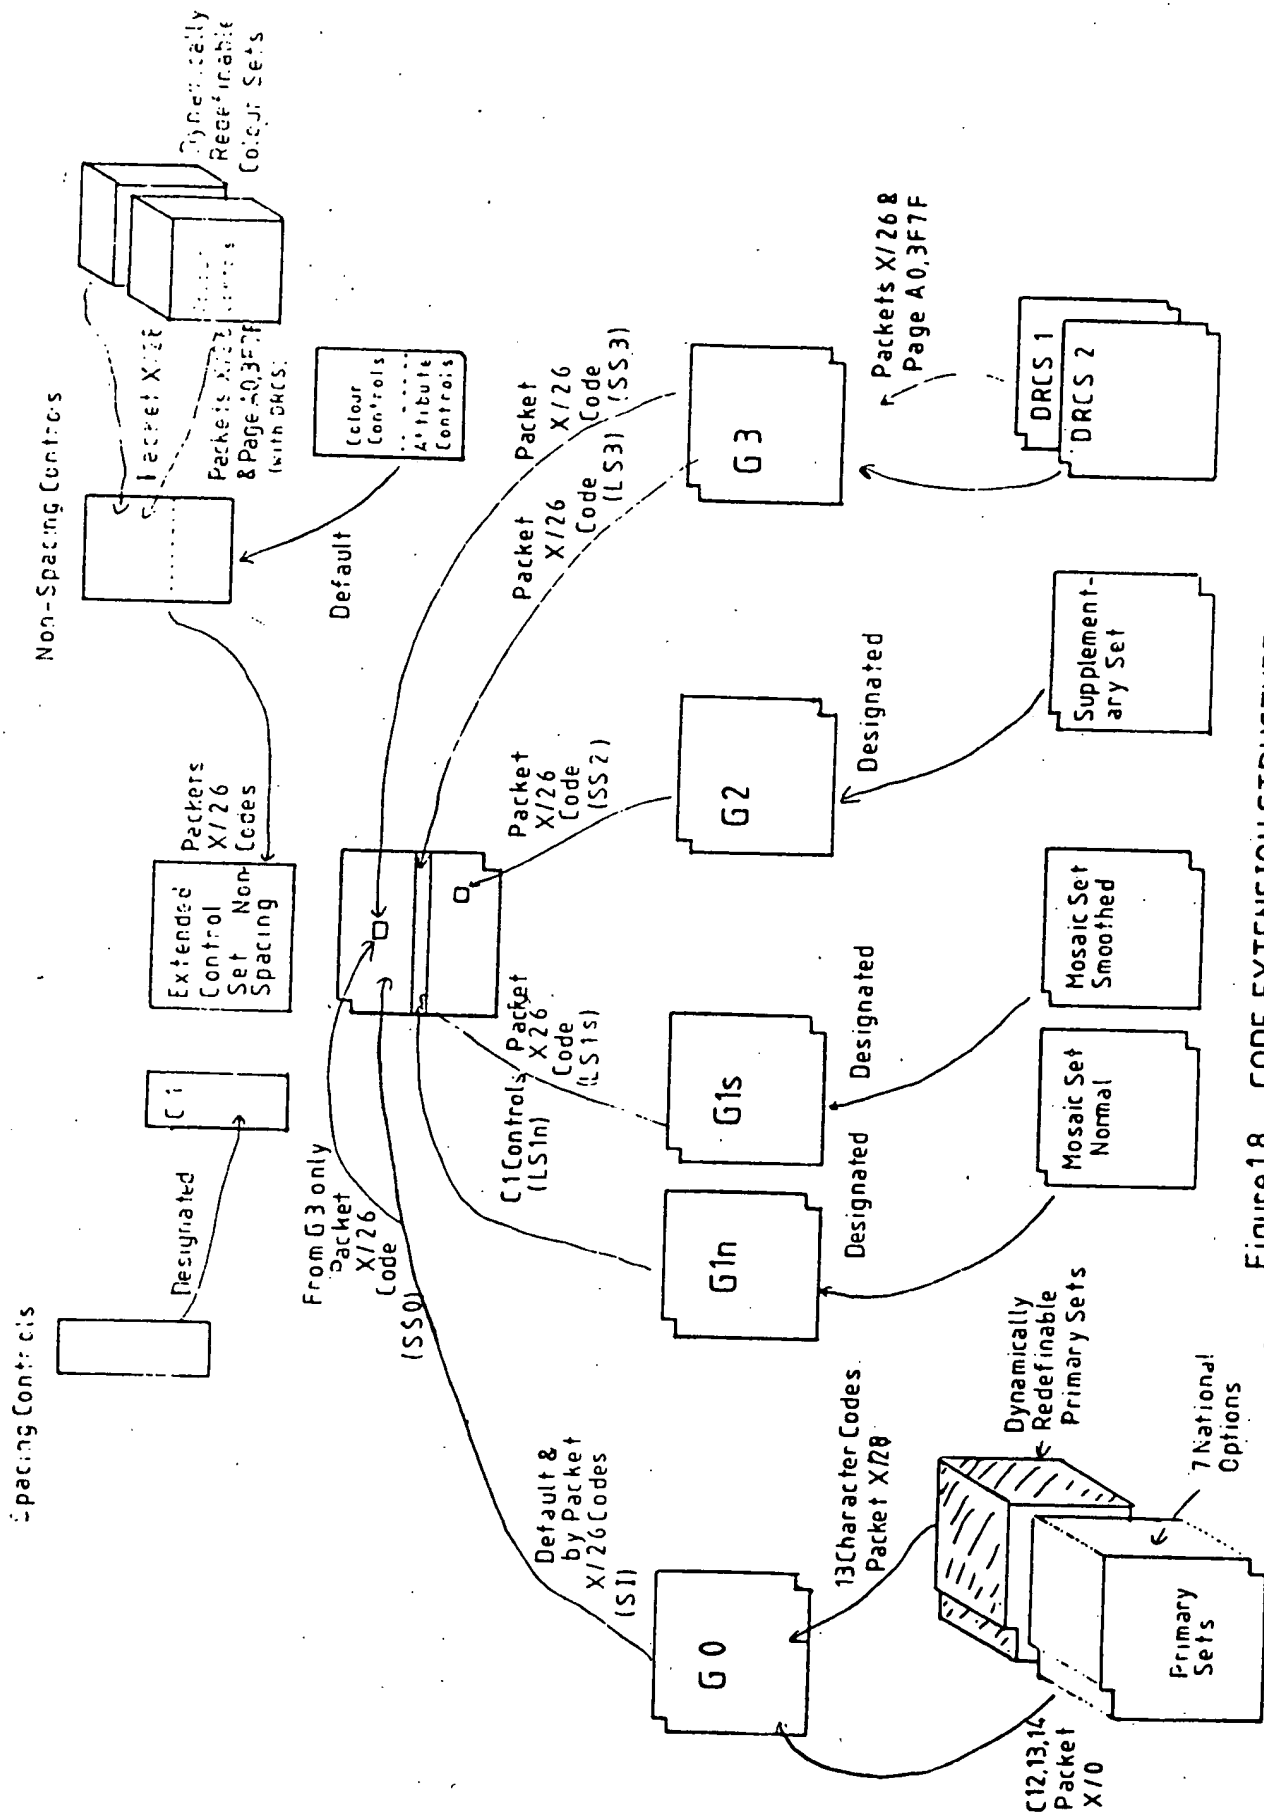 Spacing Controls
Designated
C1
Non-Spacing Controls
Extended
Control
Set Non-
Spacing
Packets
X/26
Codes
Default
Colour
Controls
Attribute
Controls
Packet X/26
Packets X/28
& Page A0,3F7F
(with DRCS)
Dynamically
Redefinable
Colour Sets
From G3 only
Packet
X/26
Code
(SS0)
C1 Controls
(LS1n)
Packet
X26
Code
(LS1s)
Packet
X/26
Code
(SS2)
Packet
X/26
Code
(LS3)
Packet
X/26
Code
(SS3)
Default &
by Packet
X/26 Codes
(SI)
G0
G1n
G1s
G2
G3
13 Character Codes
Packet X/28
Designated
Designated
Designated
Packets X/26 &
Page A0,3F7F
C12,13,14
Packet
X/0
Dynamically
Redefinable
Primary Sets
7 National
Options
Primary
Sets
Mosaic Set
Normal
Mosaic Set
Smoothed
Supplement-
ary Set
DRCS 1
DRCS 2
Figure 18 CODE EXTENSION STRUCTURE